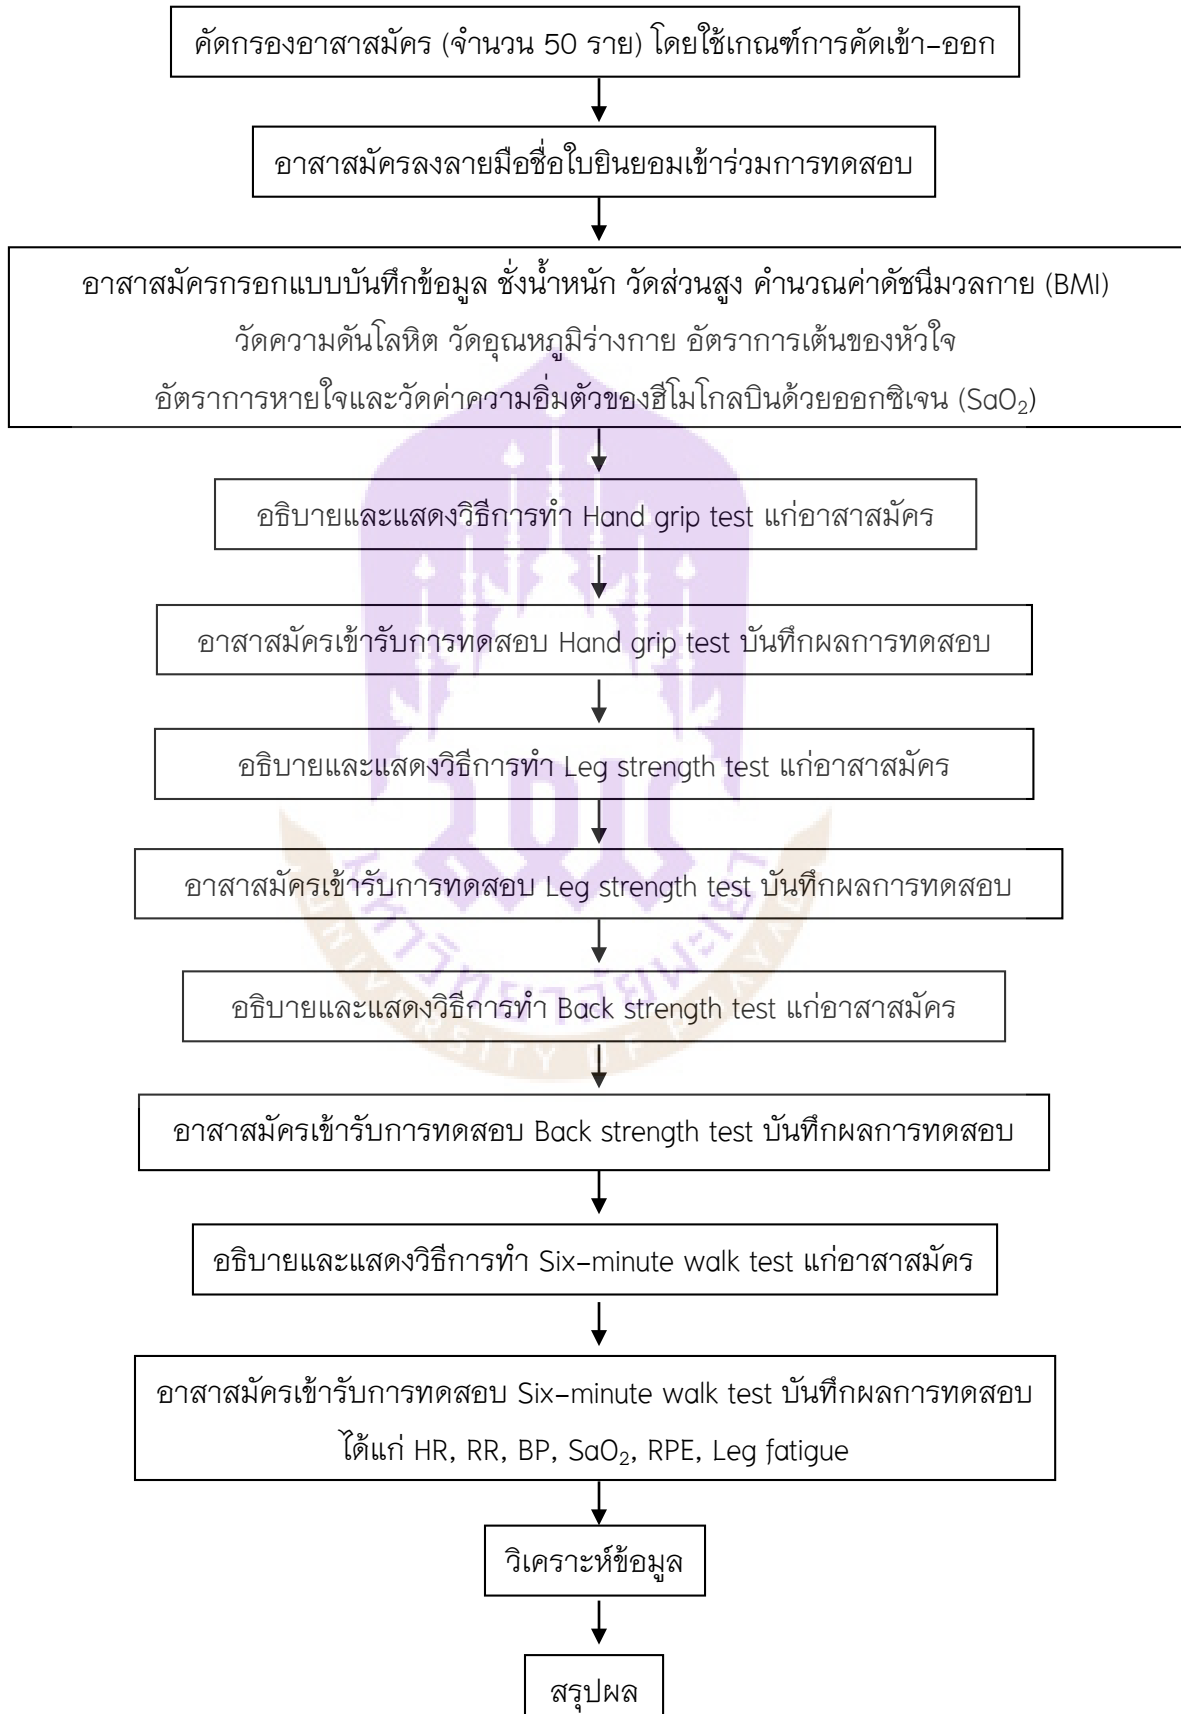 คัดกรองอาสาสมัคร (จำนวน 50 ราย) โดยใช้เกณฑ์การคัดเข้า-ออก
อาสาสมัครลงลายมือชื่อใบยินยอมเข้าร่วมการทดสอบ
อาสาสมัครกรอกแบบบันทึกข้อมูล ชั่งน้ำหนัก วัดส่วนสูง คำนวณค่าดัชนีมวลกาย (BMI)
วัดความดันโลหิต วัดอุณหภูมิร่างกาย อัตราการเต้นของหัวใจ
อัตราการหายใจและวัดค่าความอิ่มตัวของฮีโมโกลบินด้วยออกซิเจน (SaO₂)
อธิบายและแสดงวิธีการทำ Hand grip test แก่อาสาสมัคร
อาสาสมัครเข้ารับการทดสอบ Hand grip test บันทึกผลการทดสอบ
อธิบายและแสดงวิธีการทำ Leg strength test แก่อาสาสมัคร
อาสาสมัครเข้ารับการทดสอบ Leg strength test บันทึกผลการทดสอบ
อธิบายและแสดงวิธีการทำ Back strength test แก่อาสาสมัคร
มหาวิทยาลัยพะเยา
UNIVERSITY OF PHAYAO
อาสาสมัครเข้ารับการทดสอบ Back strength test บันทึกผลการทดสอบ
อธิบายและแสดงวิธีการทำ Six-minute walk test แก่อาสาสมัคร
อาสาสมัครเข้ารับการทดสอบ Six-minute walk test บันทึกผลการทดสอบ
ได้แก่ HR, RR, BP, SaO₂, RPE, Leg fatigue
วิเคราะห์ข้อมูล
สรุปผล